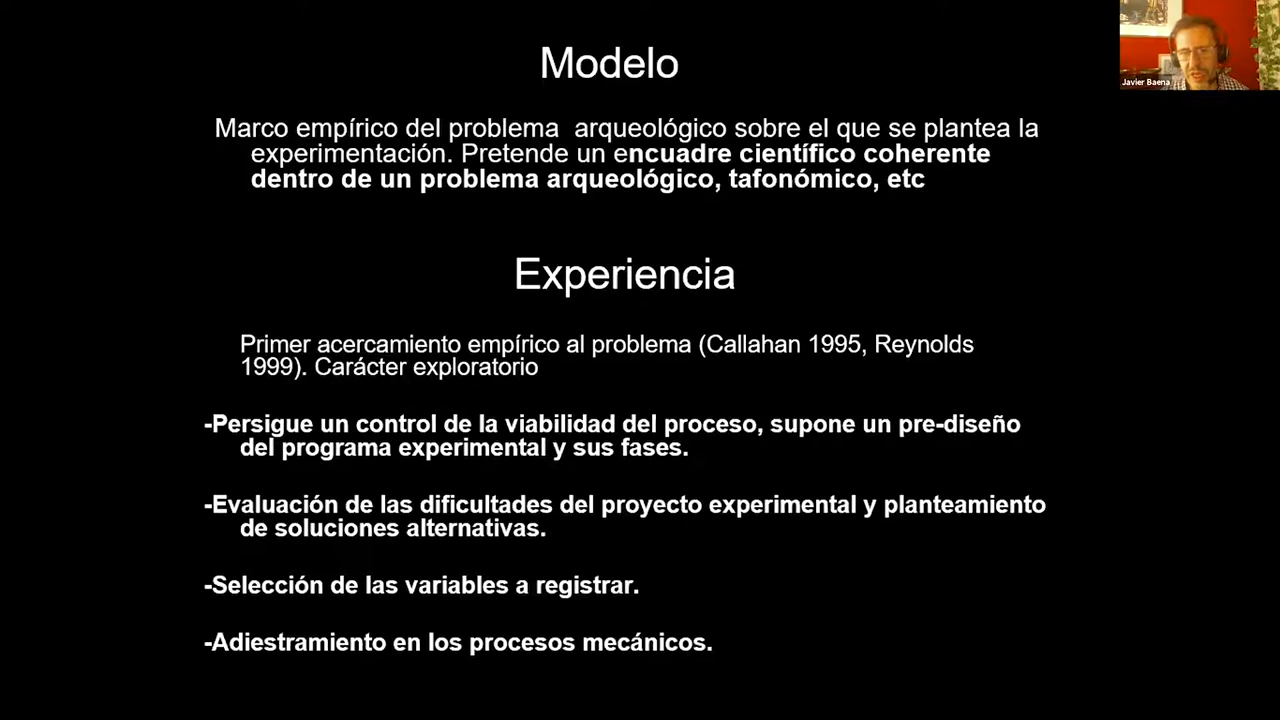 Modelo
Javier Baena
Marco empírico del problema  arqueológico sobre el que se plantea la
experimentación. Pretende un encuadre científico coherente
dentro de un problema arqueológico, tafonómico, etc
Experiencia
Primer acercamiento empírico al problema (Callahan 1995, Reynolds
1999). Carácter exploratorio
-Persigue un control de la viabilidad del proceso, supone un pre-diseño
del programa experimental y sus fases.
-Evaluación de las dificultades del proyecto experimental y planteamiento
de soluciones alternativas.
-Selección de las variables a registrar.
-Adiestramiento en los procesos mecánicos.